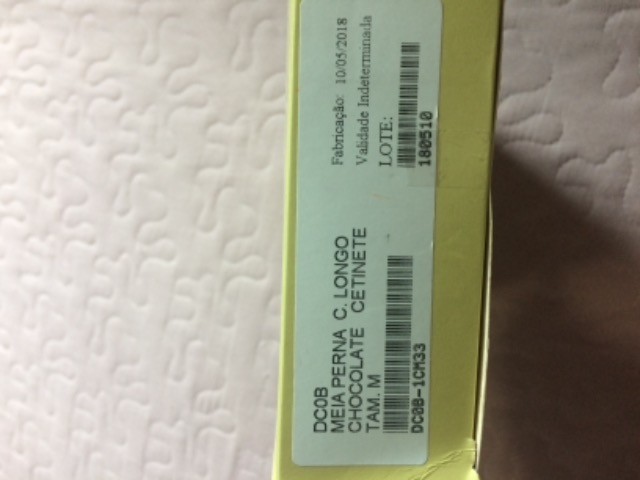 DC0B
MEIA PERNA C. LONGO
CHOCOLATE CETINETE
TAM. M
DC0B-1CM33
Fabricação: 10/05/2018
Validade Indeterminada
LOTE:
180510